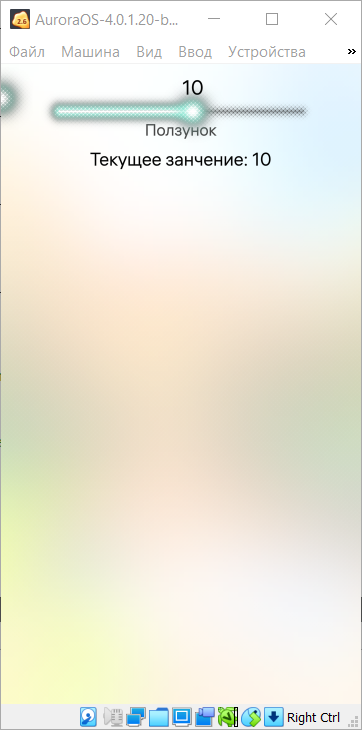 AuroraOS-4.0.1.20-b...
Файл Машина Вид Ввод Устройства »
10
Ползунок
Текущее занчение: 10
Right Ctrl